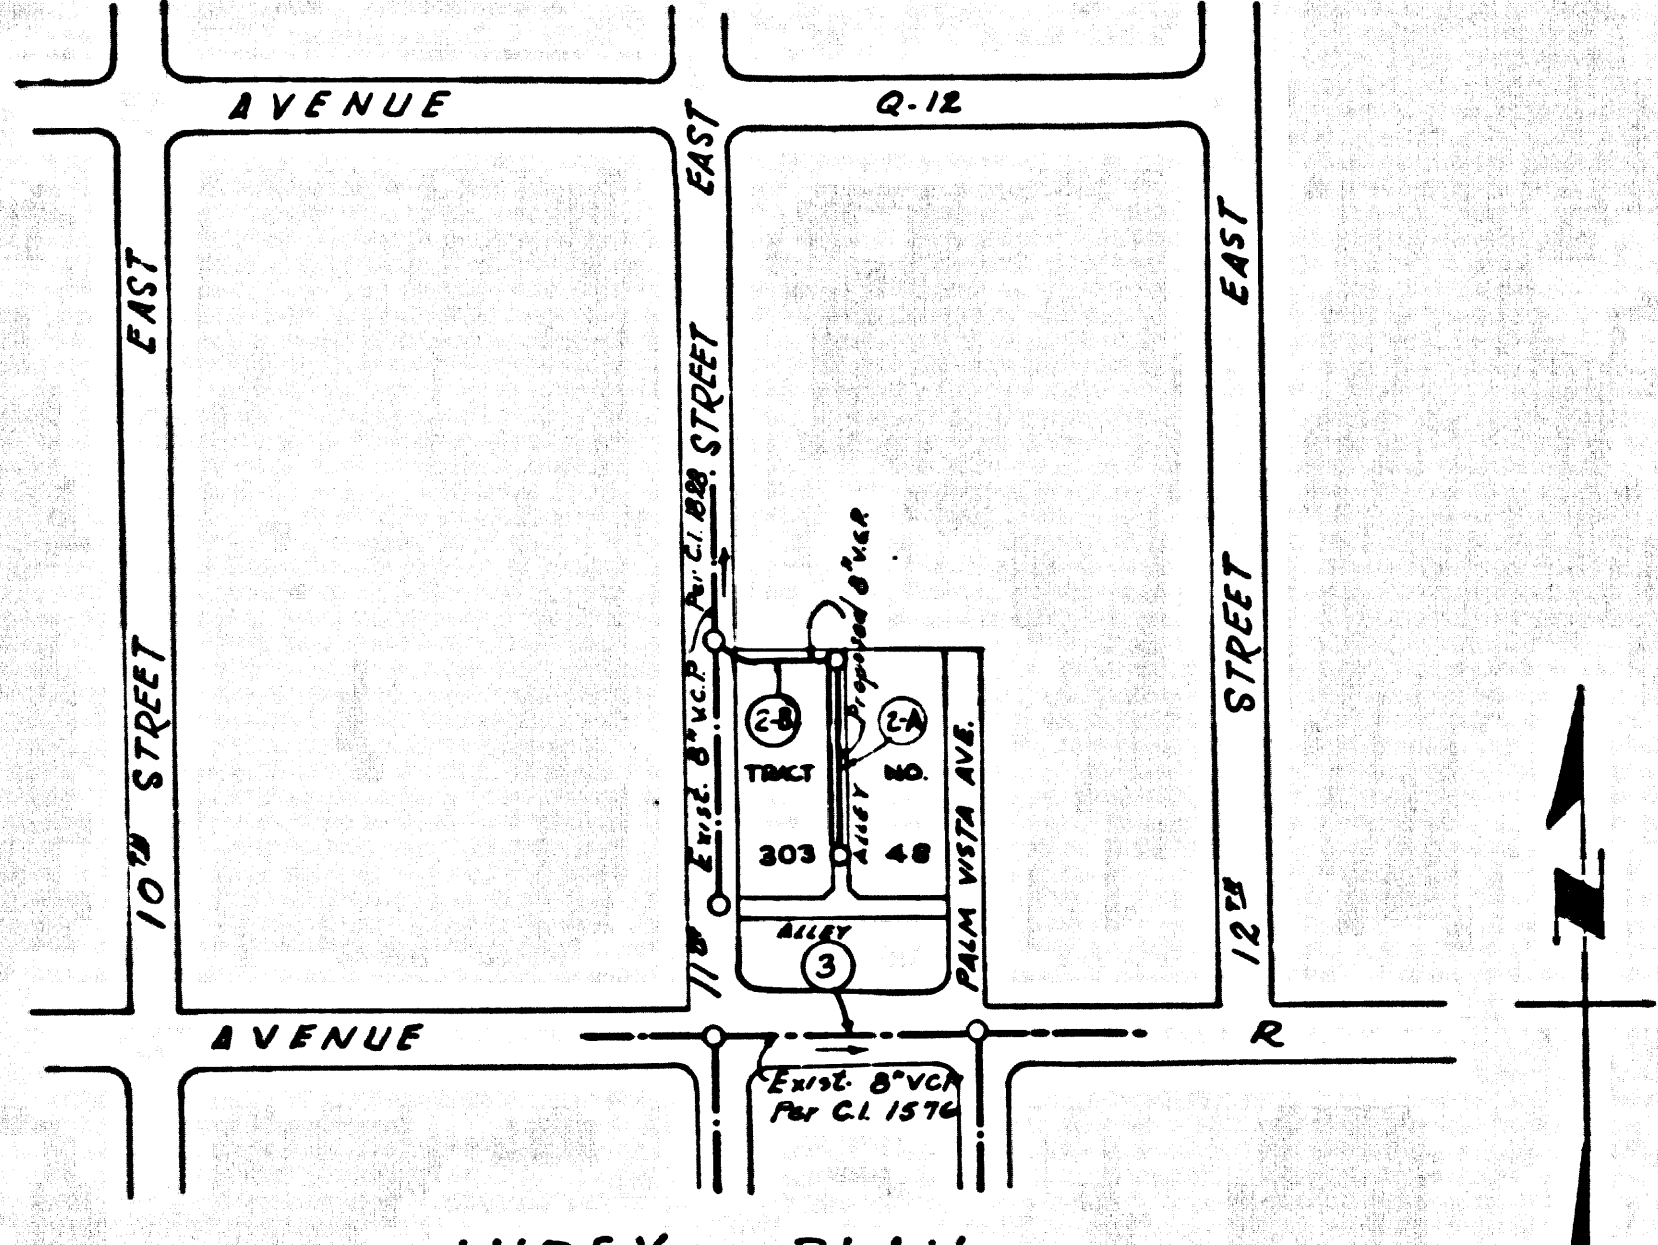 AVENUE Q-12
10TH STREET EAST
11TH STREET EAST
12TH STREET EAST
Exist. 8" V.C.P.
Per C.I. 1828
Proposed 8" V.C.P.
2-B
2-A
TRACT NO.
303 48
ALLEY
ALLEY
3
PALM VISTA AVE.
AVENUE R
Exist. 8" VCP
Per C.I. 1576
N